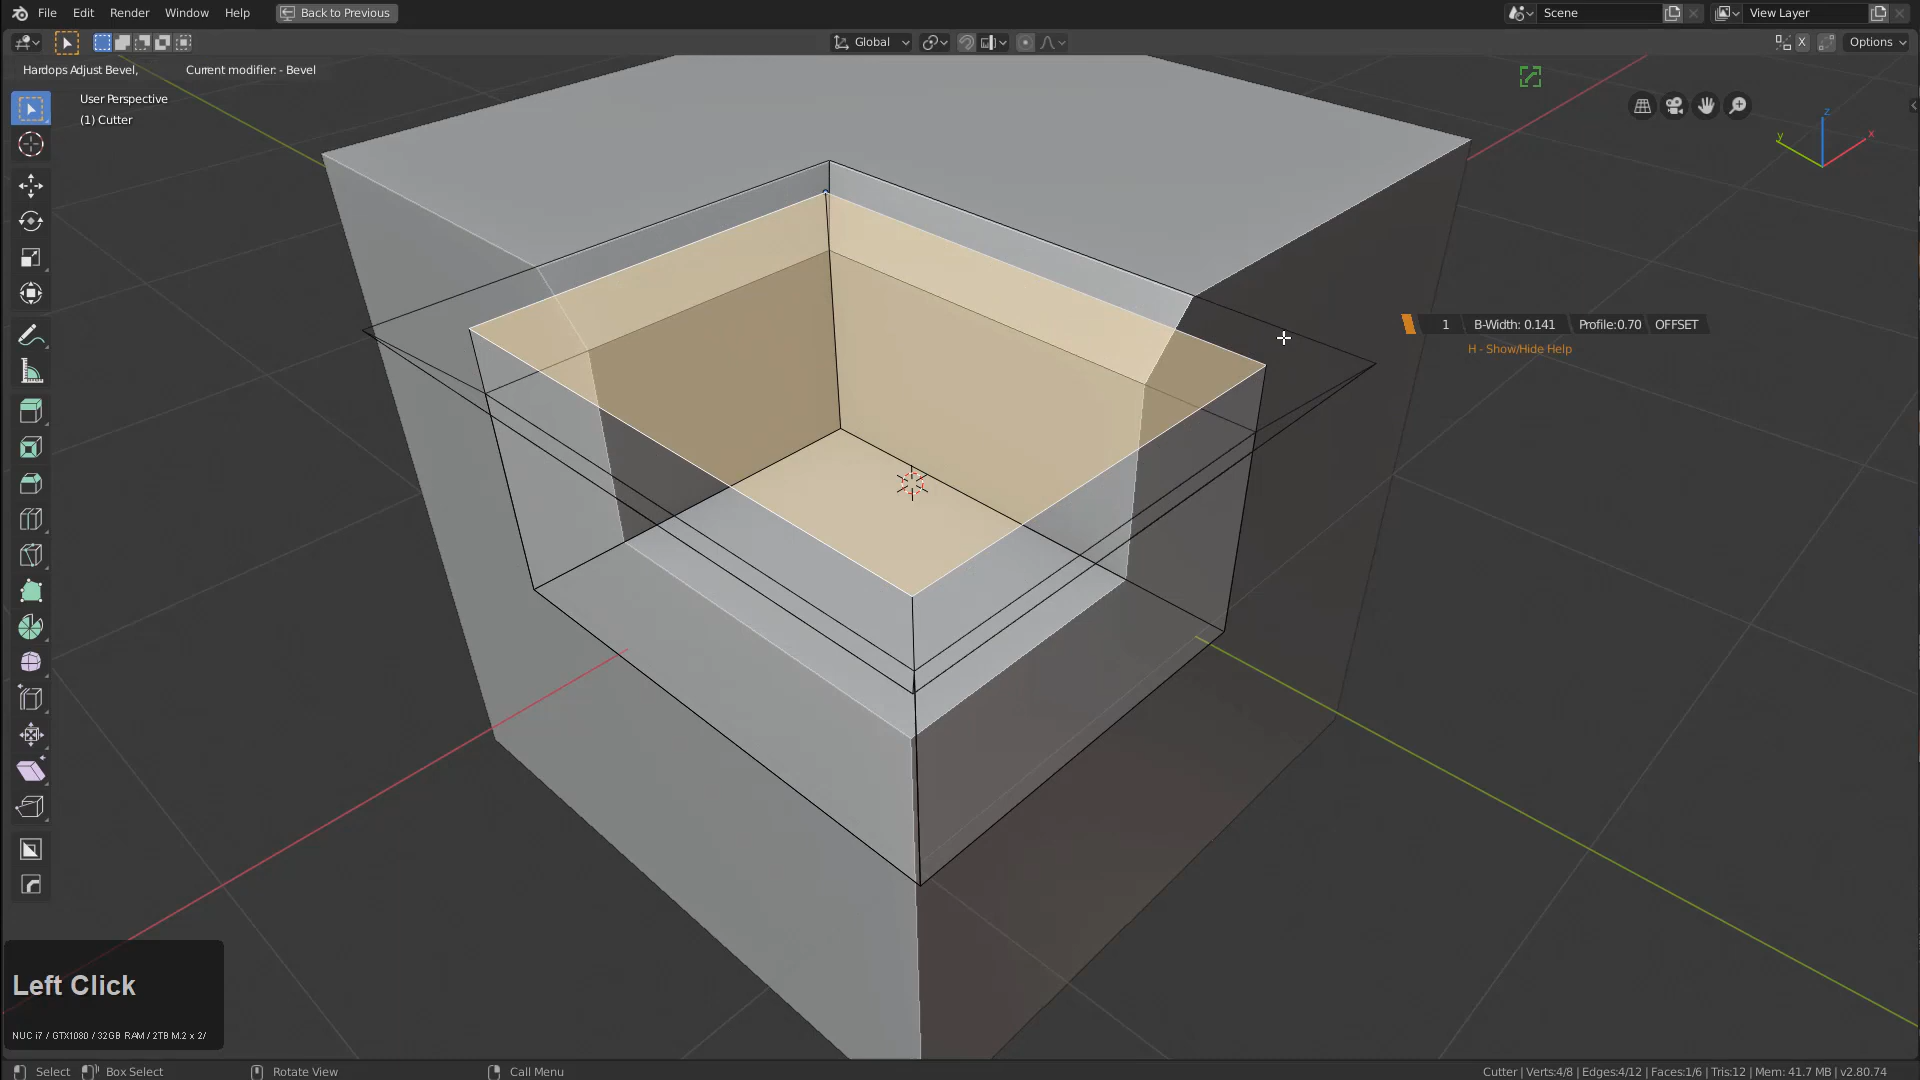 File Edit Render Window Help Back to Previous Scene View Layer
Global X Options
Hardops Adjust Bevel, Current modifier: - Bevel
User Perspective
(1) Cutter
z
y x
1 B-Width: 0.141 Profile:0.70 OFFSET
H - Show/Hide Help
Left Click
NUC i7 / GTX1080 / 32GB RAM / 2TB M.2 x 2/
Select Box Select Rotate View Call Menu Cutter | Verts:4/8 | Edges:4/12 | Faces:1/6 | Tris:12 | Mem: 41.7 MB | v2.80.74